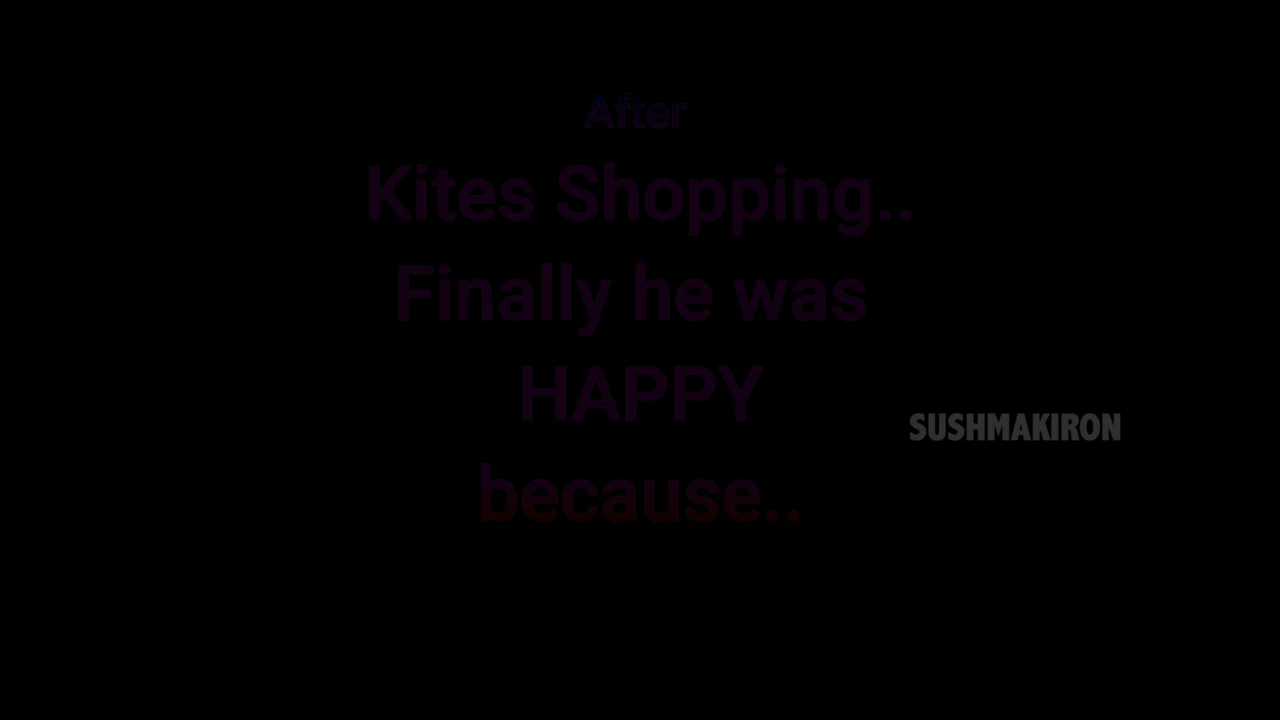 After
Kites Shopping..
Finally he was
HAPPY
SUSHMAKIRON
because..